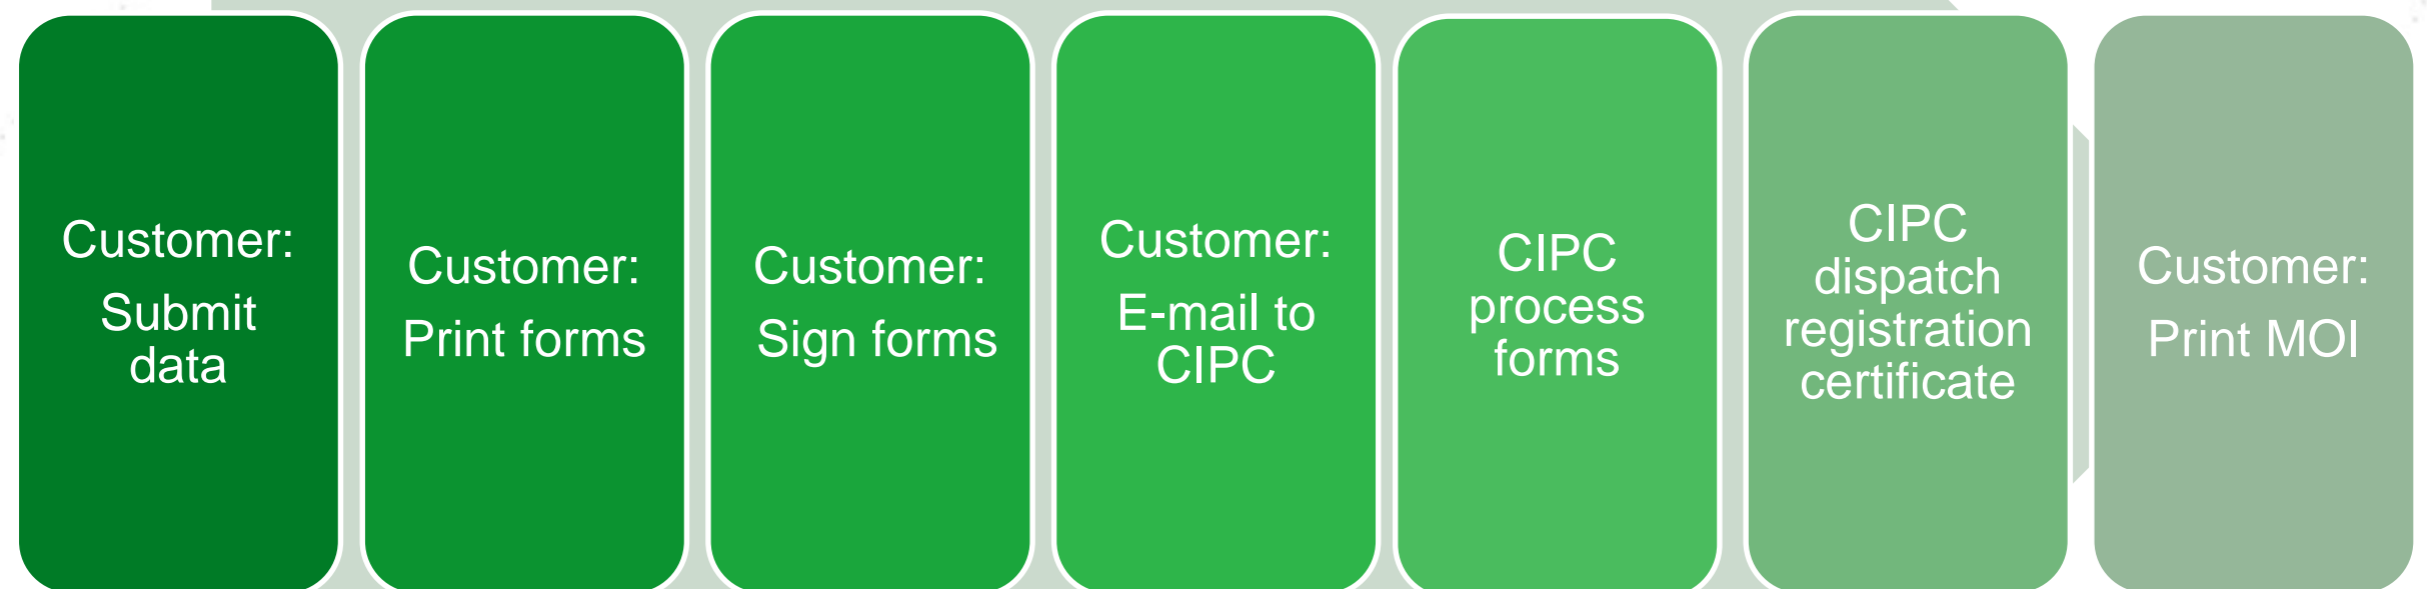 Customer:
Submit
data
Customer:
Print forms
Customer:
Sign forms
Customer:
E-mail to
CIPC
CIPC
process
forms
CIPC
dispatch
registration
certificate
Customer:
Print MOI